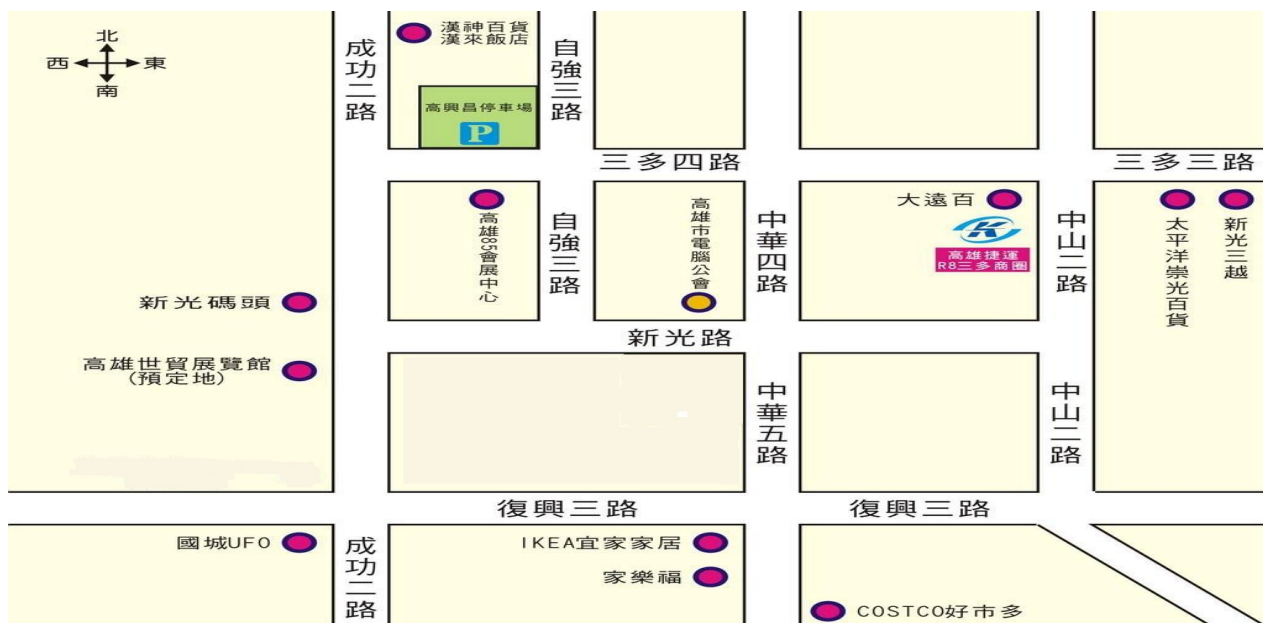 北
西
東
南
成功二路
漢神百貨
漢來飯店
自強三路
高興昌停車場
P
三多四路
三多三路
高雄85會展中心
自強三路
高雄市電腦公會
中華四路
大遠百
K
高雄捷運
R8三多商圈
中山二路
太平洋崇光百貨
新光三越
新光碼頭
新光路
高雄世貿展覽館
(預定地)
中華五路
中山二路
復興三路
復興三路
國城UFO
成功二路
IKEA宜家家居
家樂福
COSTCO好市多